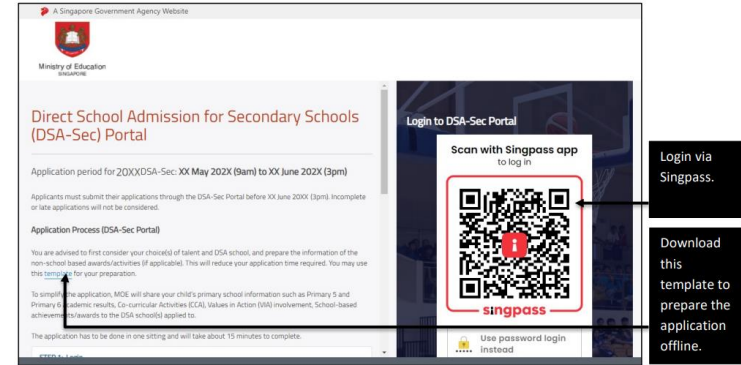 A Singapore Government Agency Website
Ministry of Education
SINGAPORE
Direct School Admission for Secondary Schools
(DSA-Sec) Portal
Application period for 20XXDSA-Sec: XX May 202X (9am) to XX June 202X (3pm)
Applicants must submit their applications through the DSA-Sec Portal before XX June 20XX (3pm). Incomplete
or late applications will not be considered.
Application Process (DSA-Sec Portal)
You are advised to first consider your choice(s) of talent and DSA school, and prepare the information of the
non-school based awards/activities (if applicable). This will reduce your application time required. You may use
this template for your preparation.
To simplify the application, MOE will share your child's primary school information such as Primary 5 and
Primary 6 academic results, Co-curricular Activities (CCA), Values in Action (VIA) involvement, School-based
achievements/awards to the DSA school(s) applied to.
The application has to be done in one sitting and will take about 15 minutes to complete.
STEP 1: Login
Login to DSA-Sec Portal
Scan with Singpass app
to log in
singpass
Use password login
instead
Login via
Singpass.
Download
this
template to
prepare the
application
offline.